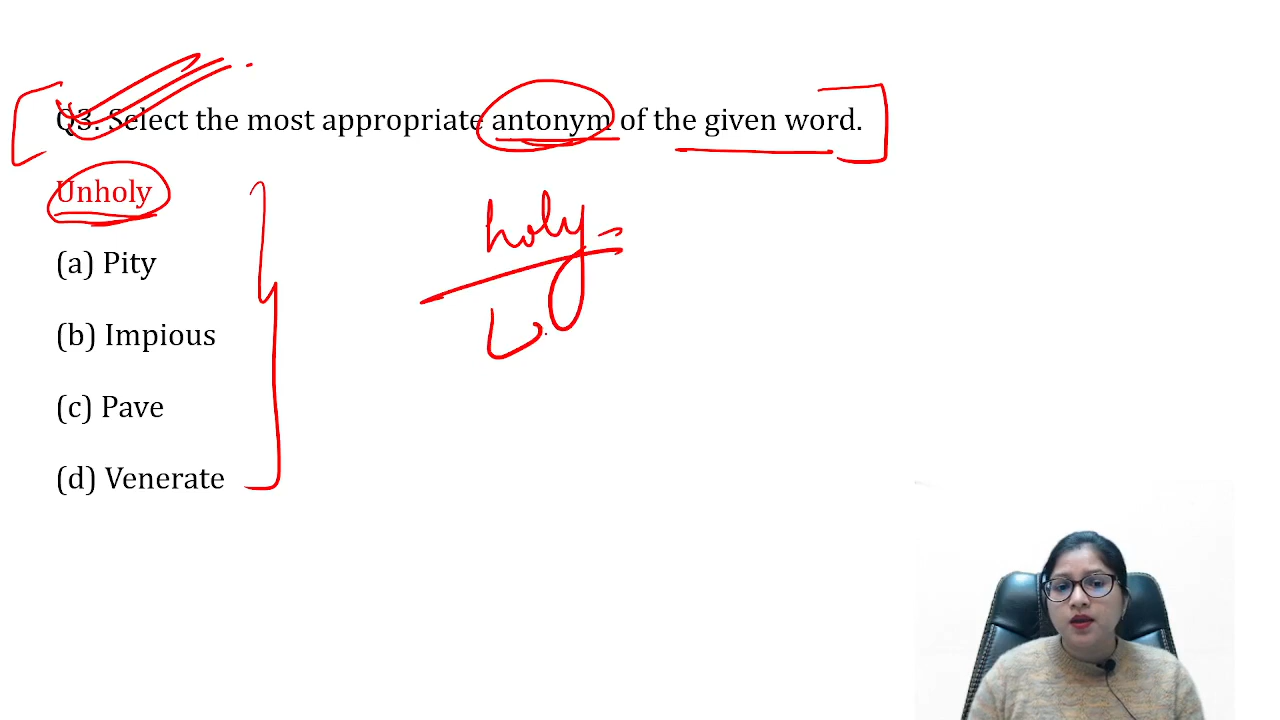 Q3. Select the most appropriate antonym of the given word.
Unholy
holy
(a) Pity
(b) Impious
(c) Pave
(d) Venerate